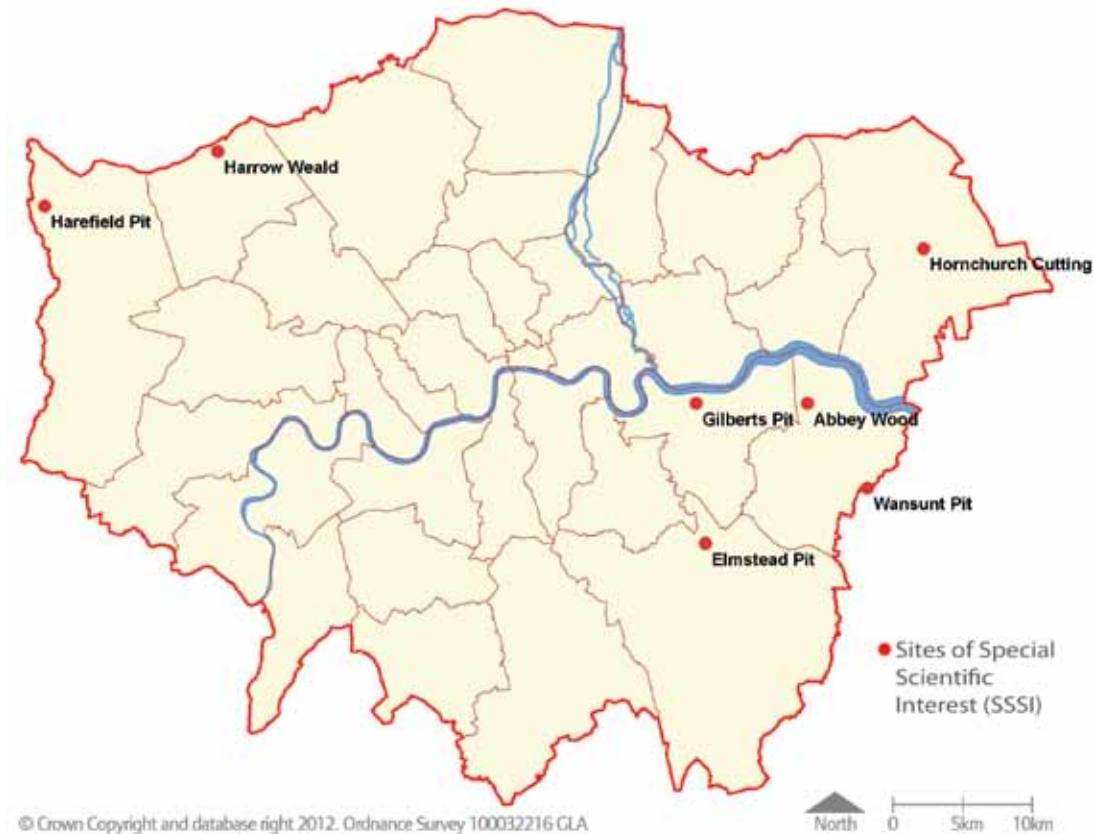 Harrow Weald
Harefield Pit
Hornchurch Cutting
Gilberts Pit
Abbey Wood
Wansunt Pit
Elmstead Pit
Sites of Special
Scientific
Interest (SSSI)
North
0 5km 10km
© Crown Copyright and database right 2012. Ordnance Survey 100032216 GLA